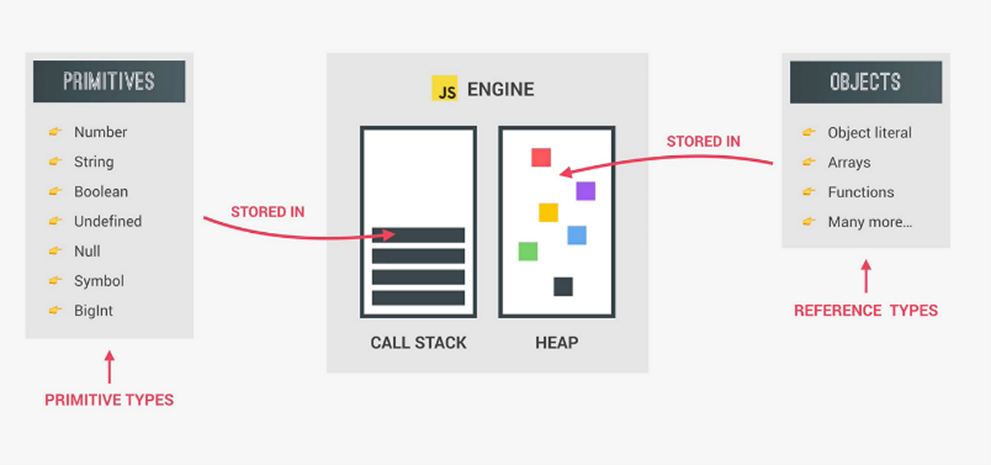 PRIMITIVES
Number
String
Boolean
Undefined
Null
Symbol
BigInt
PRIMITIVE TYPES
STORED IN
JS ENGINE
CALL STACK
HEAP
STORED IN
OBJECTS
Object literal
Arrays
Functions
Many more...
REFERENCE TYPES